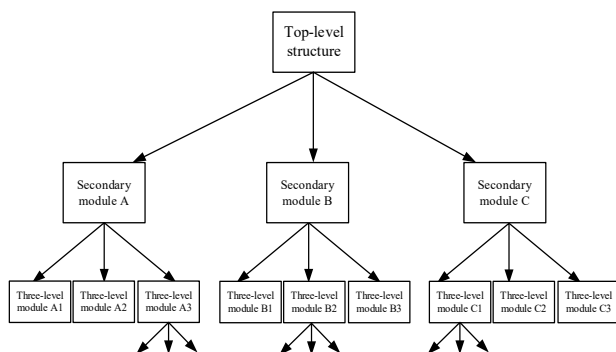 Top-level
structure
Secondary
module A
Secondary
module B
Secondary
module C
Three-level
module A1
Three-level
module A2
Three-level
module A3
Three-level
module B1
Three-level
module B2
Three-level
module B3
Three-level
module C1
Three-level
module C2
Three-level
module C3